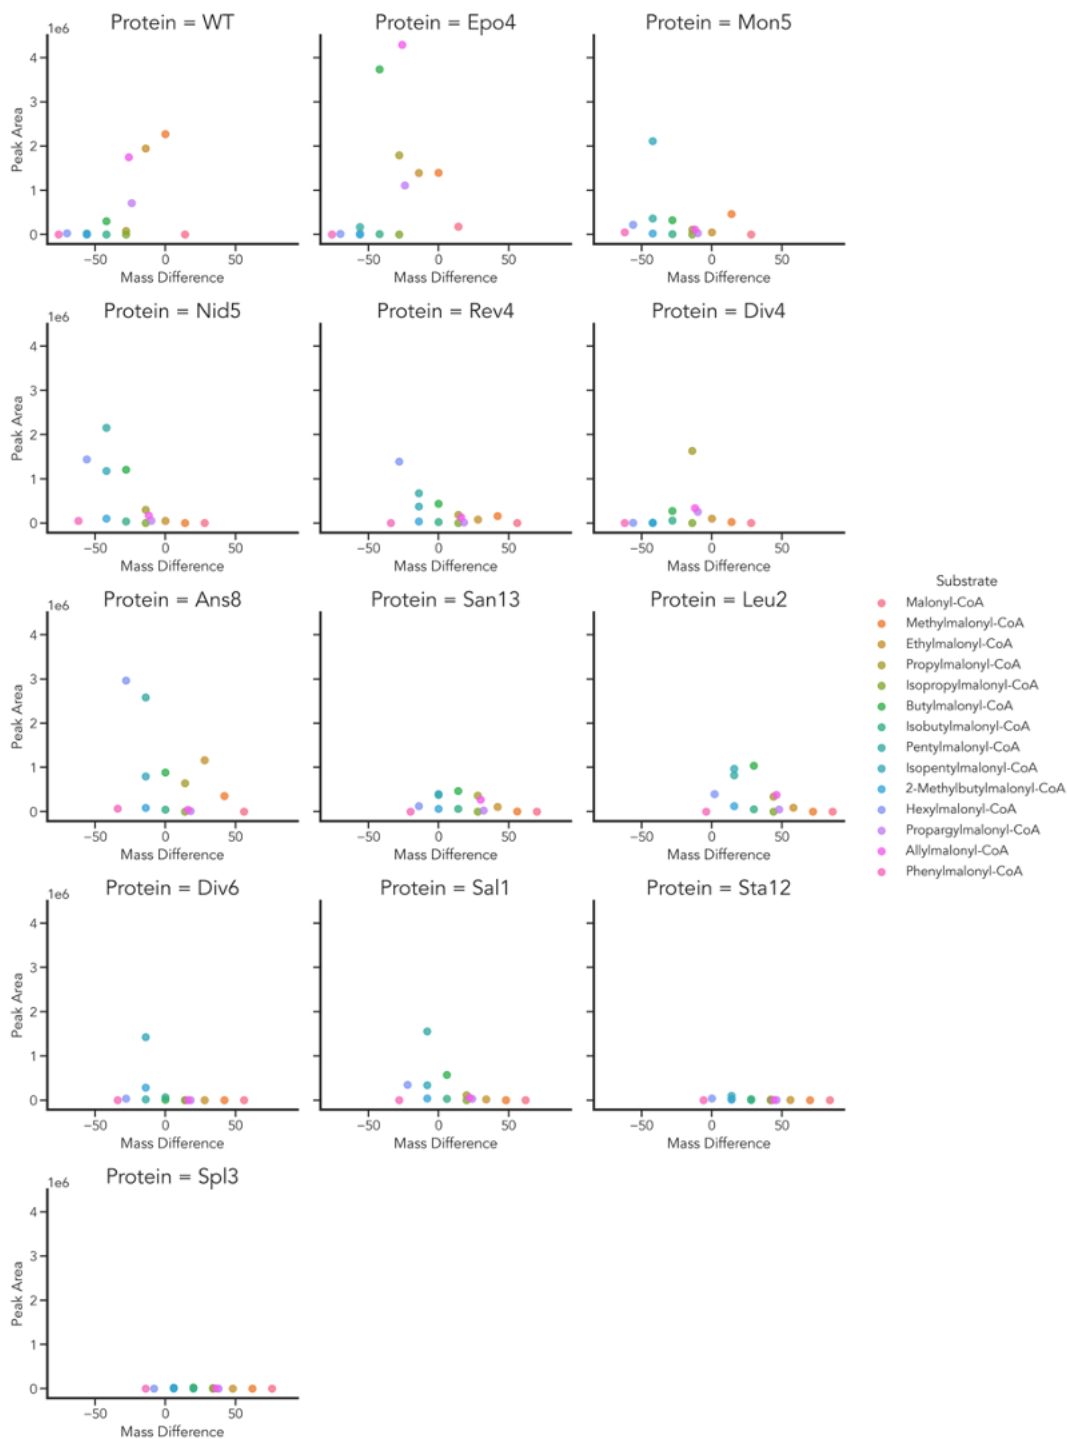 Protein = WT
Protein = Epo4
Protein = Mon5
1e6
4
3
2
1
0
Peak Area
−50 0 50
−50 0 50
−50 0 50
Mass Difference
Mass Difference
Mass Difference
Protein = Nid5
Protein = Rev4
Protein = Div4
1e6
4
3
2
1
0
Peak Area
−50 0 50
−50 0 50
−50 0 50
Mass Difference
Mass Difference
Mass Difference
Protein = Ans8
Protein = San13
Protein = Leu2
1e6
4
3
2
1
0
Peak Area
−50 0 50
−50 0 50
−50 0 50
Mass Difference
Mass Difference
Mass Difference
Substrate
Malonyl-CoA
Methylmalonyl-CoA
Ethylmalonyl-CoA
Propylmalonyl-CoA
Isopropylmalonyl-CoA
Butylmalonyl-CoA
Isobutylmalonyl-CoA
Pentylmalonyl-CoA
Isopentylmalonyl-CoA
2-Methylbutylmalonyl-CoA
Hexylmalonyl-CoA
Propargylmalonyl-CoA
Allylmalonyl-CoA
Phenylmalonyl-CoA
Protein = Div6
Protein = Sal1
Protein = Sta12
1e6
4
3
2
1
0
Peak Area
−50 0 50
−50 0 50
−50 0 50
Mass Difference
Mass Difference
Mass Difference
Protein = Spl3
1e6
4
3
2
1
0
Peak Area
−50 0 50
Mass Difference